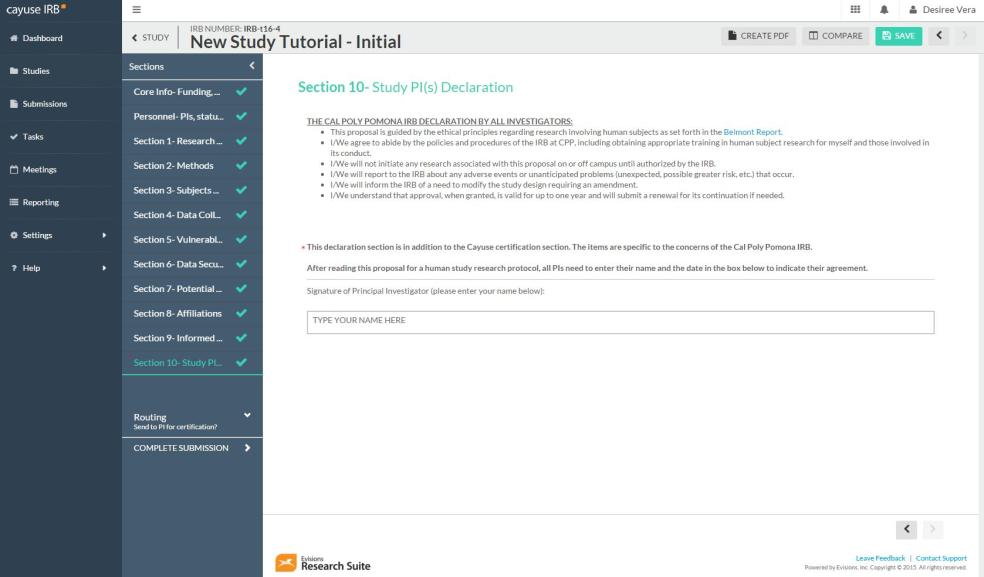 cayuse IRB
Desiree Vera
Dashboard
Studies
Submissions
Tasks
Meetings
Reporting
Settings
? Help
STUDY
IRB NUMBER: IRB-t16-4
New Study Tutorial - Initial
CREATE PDF
COMPARE
SAVE
Sections
Core Info- Funding, ...
Personnel- PIs, statu...
Section 1- Research ...
Section 2- Methods
Section 3- Subjects ...
Section 4- Data Coll...
Section 5- Vulnerabl...
Section 6- Data Secu...
Section 7- Potential ...
Section 8- Affiliations
Section 9- Informed ...
Section 10- Study PI...
Routing
Send to PI for certification?
COMPLETE SUBMISSION
Section 10- Study PI(s) Declaration
THE CAL POLY POMONA IRB DECLARATION BY ALL INVESTIGATORS:
This proposal is guided by the ethical principles regarding research involving human subjects as set forth in the Belmont Report.
I/We agree to abide by the policies and procedures of the IRB at CPP, including obtaining appropriate training in human subject research for myself and those involved in
its conduct.
I/We will not initiate any research associated with this proposal on or off campus until authorized by the IRB.
I/We will report to the IRB about any adverse events or unanticipated problems (unexpected, possible greater risk, etc.) that occur.
I/We will inform the IRB of a need to modify the study design requiring an amendment.
I/We understand that approval, when granted, is valid for up to one year and will submit a renewal for its continuation if needed.
* This declaration section is in addition to the Cayuse certification section. The items are specific to the concerns of the Cal Poly Pomona IRB.
After reading this proposal for a human study research protocol, all PIs need to enter their name and the date in the box below to indicate their agreement.
Signature of Principal Investigator (please enter your name below):
TYPE YOUR NAME HERE
Evisions
Research Suite
Leave Feedback | Contact Support
Powered by Evisions, Inc. Copyright © 2015. All rights reserved.